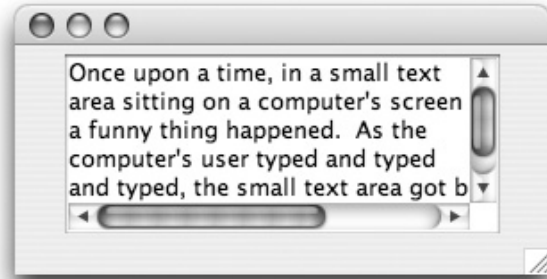 Once upon a time, in a small text
area sitting on a computer's screen
a funny thing happened.  As the
computer's user typed and typed
and typed, the small text area got b